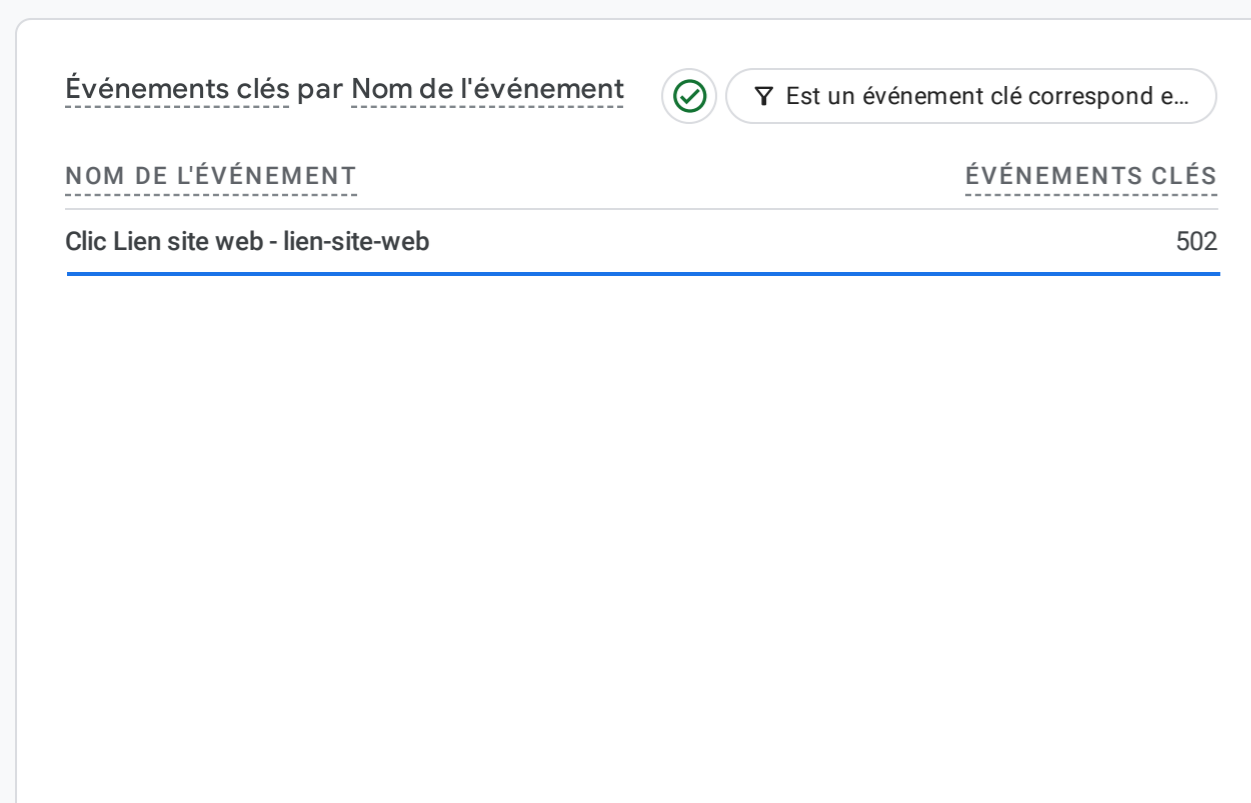 Événements clés par Nom de l'événement
Est un événement clé correspond e...
NOM DE L'ÉVÉNEMENT ÉVÉNEMENTS CLÉS
Clic Lien site web - lien-site-web 502